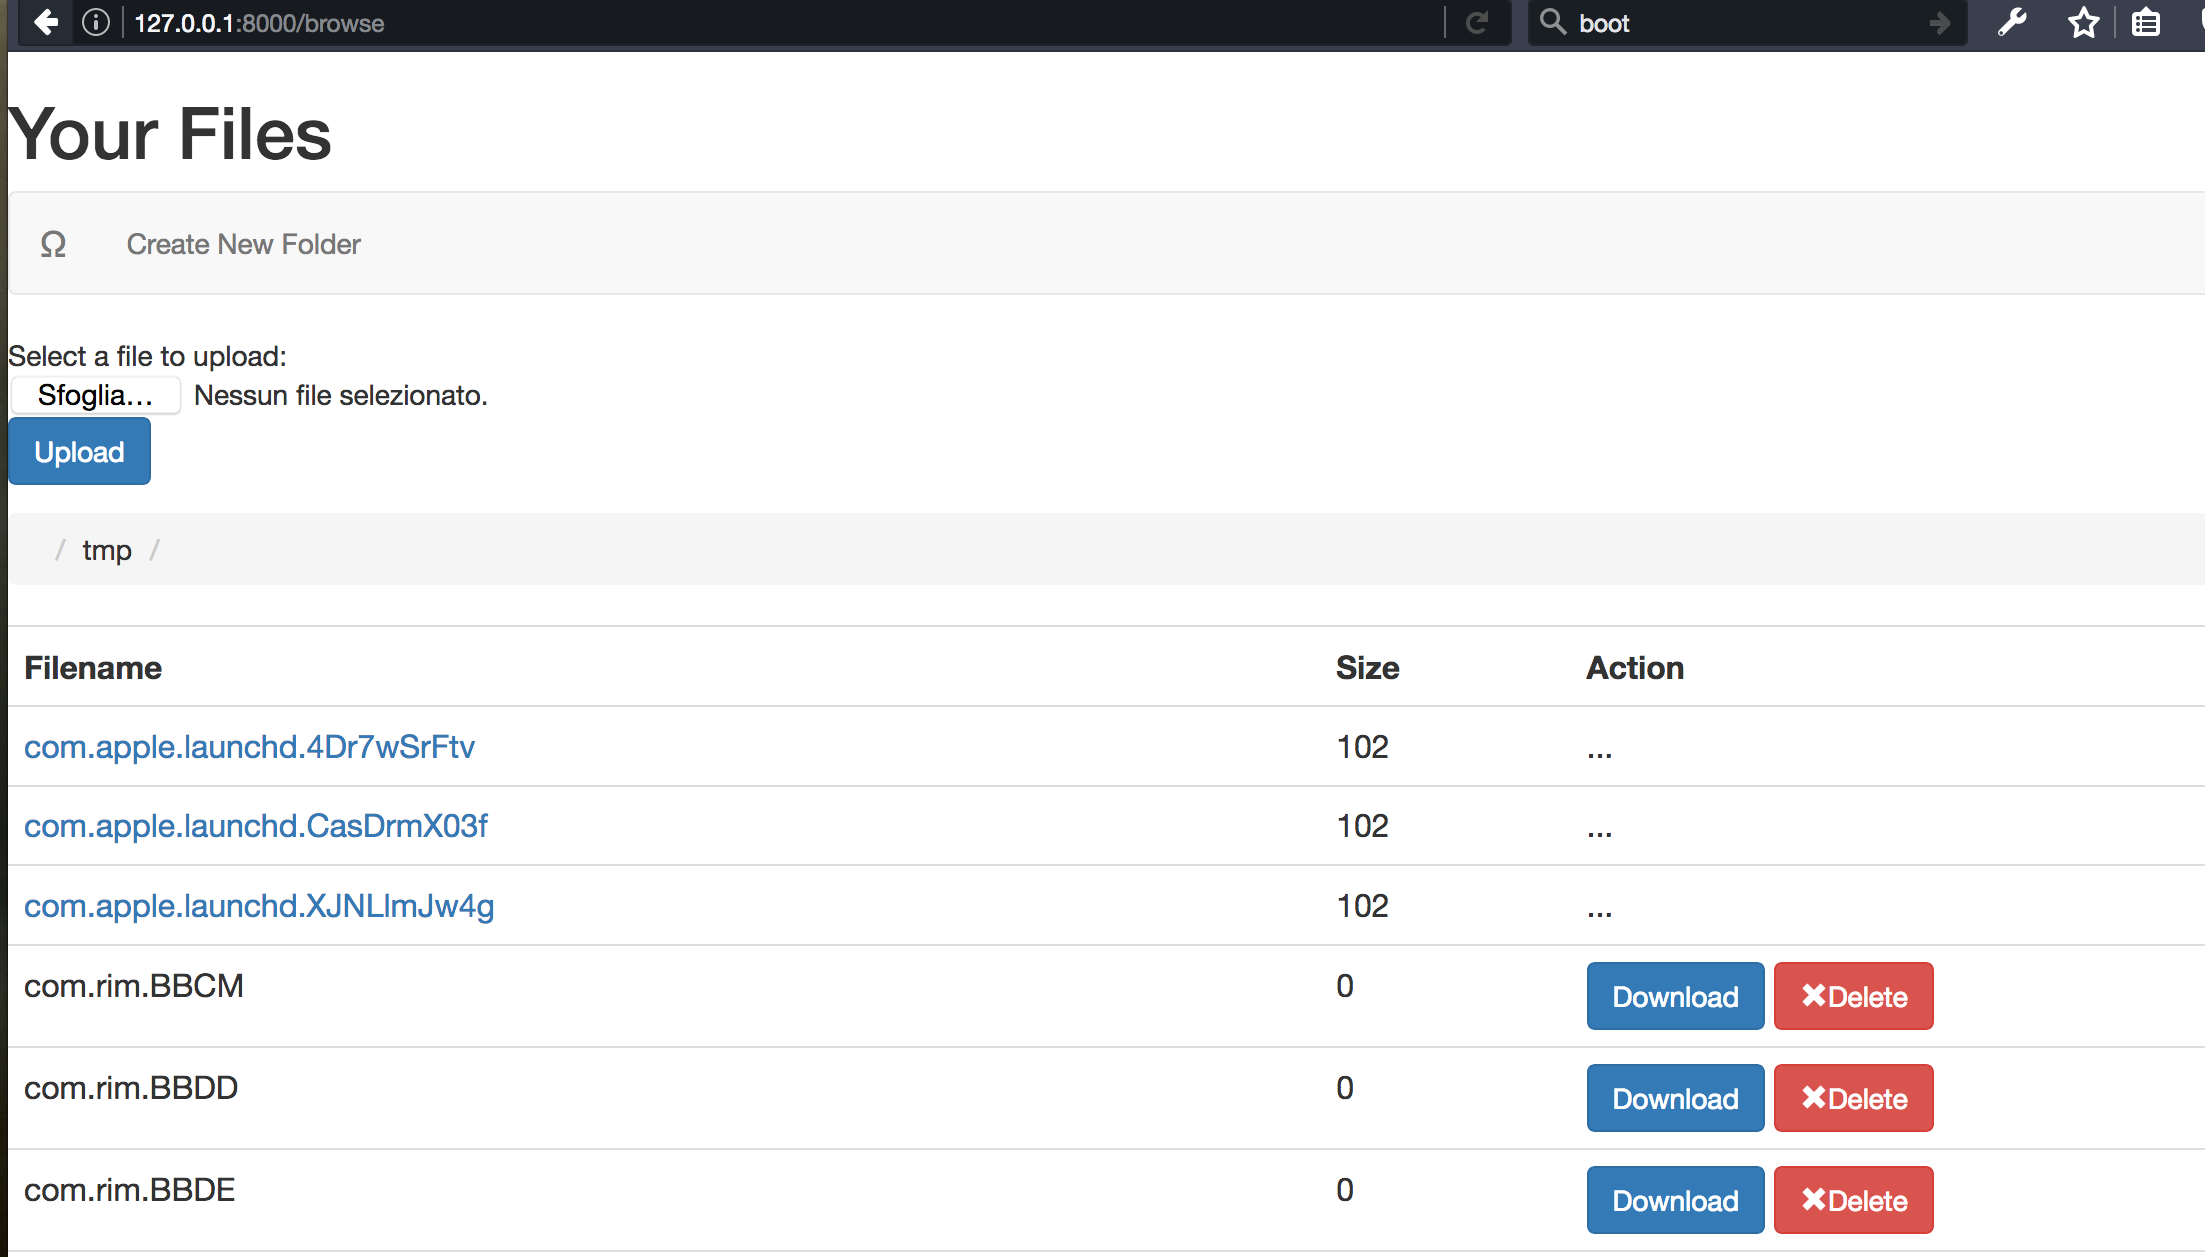 127.0.0.1:8000/browse boot
Your Files
Ω Create New Folder
Select a file to upload:
Sfoglia... Nessun file selezionato.
Upload
/ tmp /
Filename Size Action
com.apple.launchd.4Dr7wSrFtv 102 ...
com.apple.launchd.CasDrmX03f 102 ...
com.apple.launchd.XJNLlmJw4g 102 ...
com.rim.BBCM 0 Download ✖Delete
com.rim.BBDD 0 Download ✖Delete
com.rim.BBDE 0 Download ✖Delete